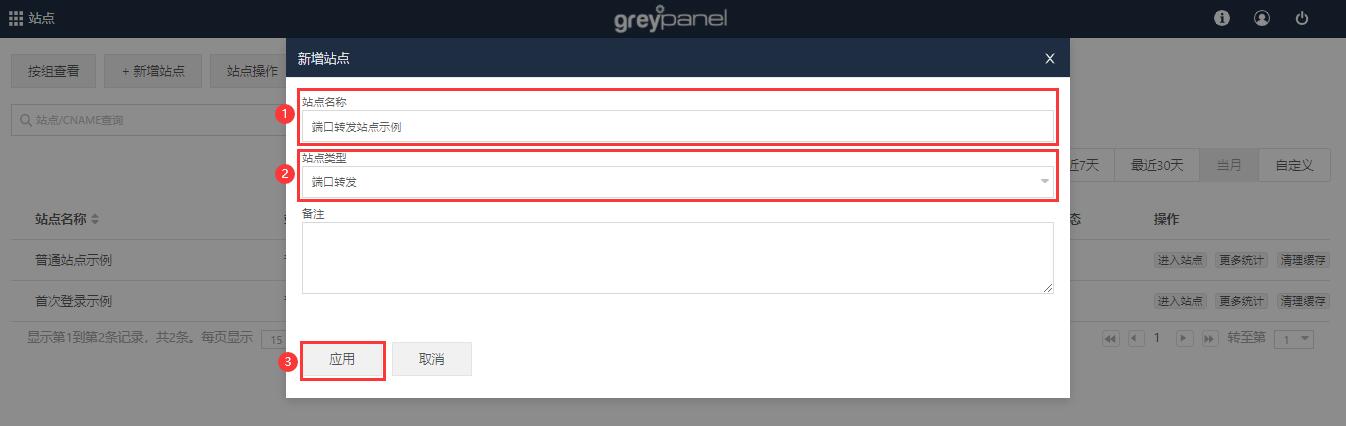 站点
greypanel
按组查看
+ 新增站点
站点操作
站点/CNAME查询
新增站点
X
1
站点名称
端口转发站点示例
2
站点类型
端口转发
备注
3
应用
取消
近7天
最近30天
当月
自定义
站点名称
态
操作
普通站点示例
进入站点
更多统计
清理缓存
首次登录示例
进入站点
更多统计
清理缓存
显示第1到第2条记录，共2条。每页显示
15
1
转至第
1